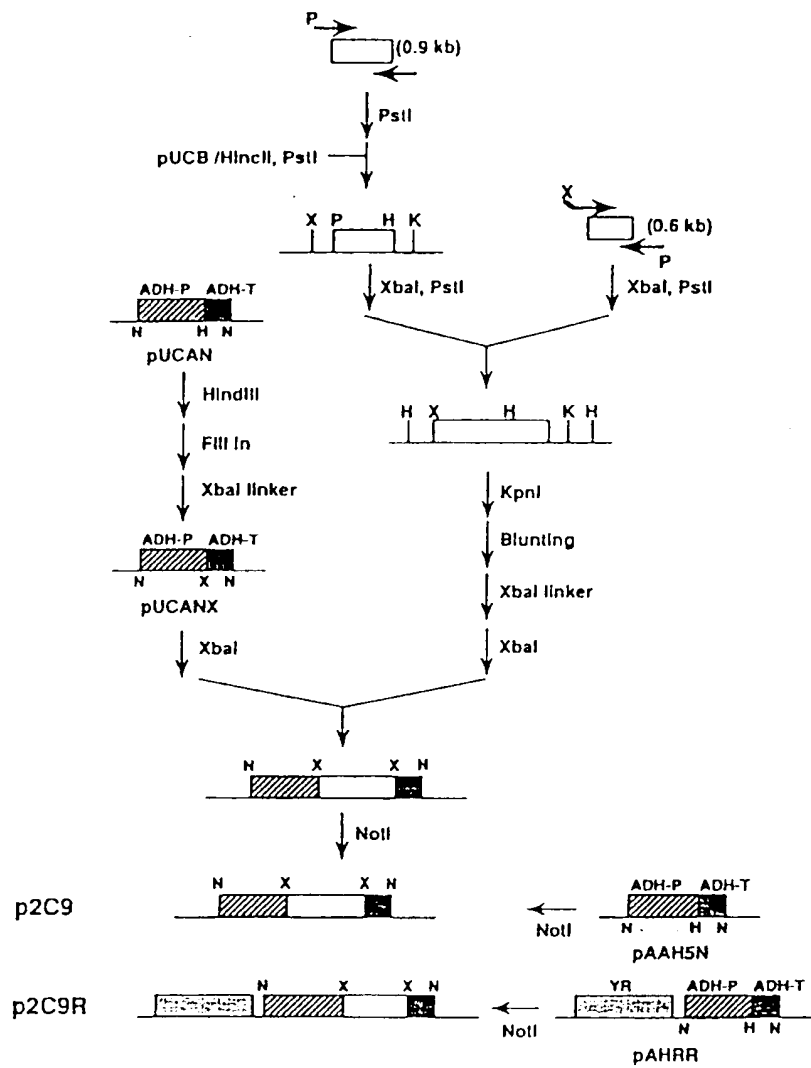 P
(0.9 kb)
PstI
pUCB /HincII, PstI
X P H K
X
(0.6 kb)
P
XbaI, PstI
XbaI, PstI
ADH-P ADH-T
N H N
pUCAN
HindIII
Fill In
XbaI linker
H X H K H
KpnI
Blunting
XbaI linker
XbaI
ADH-P ADH-T
N X N
pUCANX
XbaI
N X X N
NotI
p2C9
N X X N
NotI
ADH-P ADH-T
N H N
pAAH5N
p2C9R
N X X N
NotI
YR ADH-P ADH-T
N H N
pAHRR